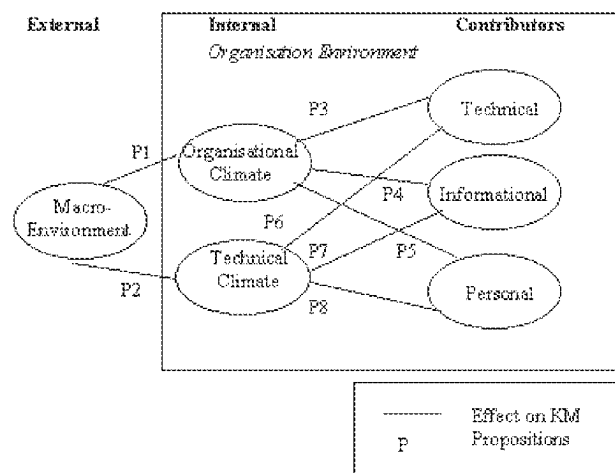 External Internal Contributors
Organisation Environment
P3
Technical
P1
Organisational
Climate
P4
Informational
Macro-
Environment
P6
P5
Technical
Climate
P7
P2
P8
Personal
Effect on KM
P Propositions